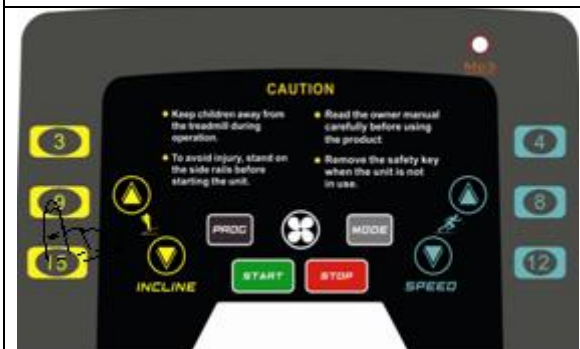 MP3
CAUTION
• Keep children away from
the treadmill during
operation.
• To avoid injury, stand on
the side rails before
starting the unit.
• Read the owner manual
carefully before using
the product
• Remove the safety key
when the unit is not
in use.
3
9
15
4
8
12
PROG
MODE
START
STOP
INCLINE
SPEED